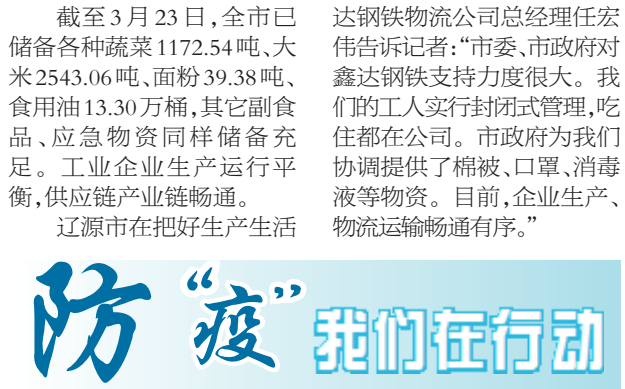 截至3月23日,全市已
储备各种蔬菜1172.54吨、大
米2543.06吨、面粉39.38吨、
食用油13.30万桶,其它副食
品、应急物资同样储备充
足。工业企业生产运行平
衡,供应链产业链畅通。
辽源市在把好生产生活
达钢铁物流公司总经理任宏
伟告诉记者:“市委、市政府对
鑫达钢铁支持力度很大。我
们的工人实行封闭式管理,吃
住都在公司。市政府为我们
协调提供了棉被、口罩、消毒
液等物资。目前,企业生产、
物流运输畅通有序。”
防“疫”我们在行动